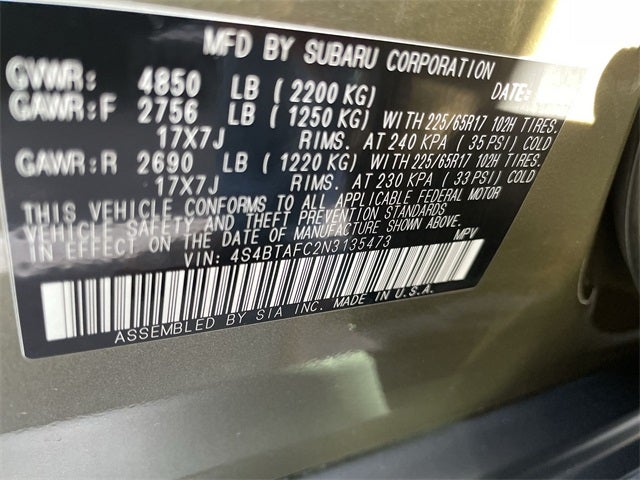 MFD BY SUBARU CORPORATION
GVWR: 4850 LB ( 2200 KG) DATE:
GAWR:F 2756 LB ( 1250 KG) WITH 225/65R17 102H TIRES.
17X7J RIMS. AT 240 KPA ( 35 PSI) COLD
GAWR:R 2690 LB ( 1220 KG) WITH 225/65R17 102H TIRES.
17X7J RIMS. AT 230 KPA ( 33 PSI) COLD
THIS VEHICLE CONFORMS TO ALL APPLICABLE FEDERAL MOTOR
VEHICLE SAFETY AND THEFT PREVENTION STANDARDS
IN EFFECT ON THE DATE OF MANUFACTURE SHOWN ABOVE.
VIN: 4S4BTAFC2N3135473 MPV
ASSEMBLED BY SIA INC. MADE IN U.S.A.